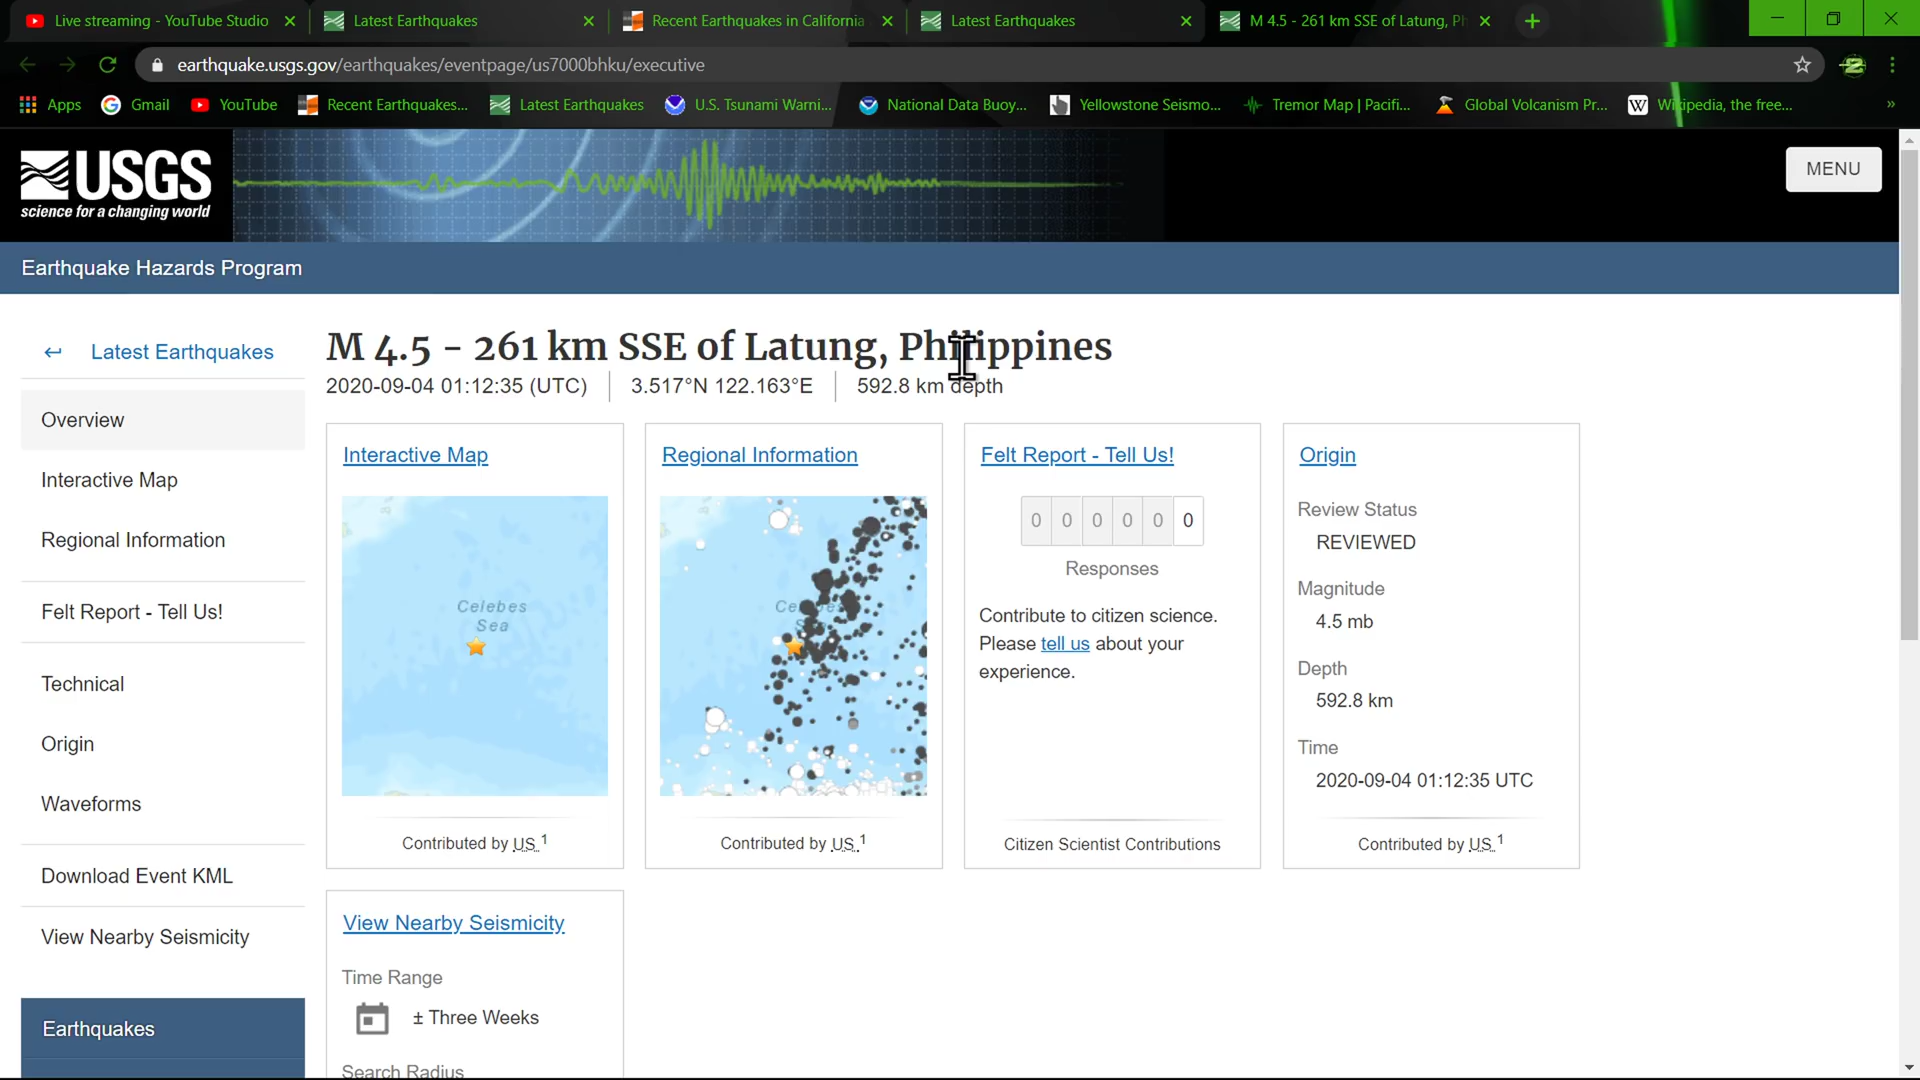 Live streaming - YouTube Studio
Latest Earthquakes
Recent Earthquakes in California
Latest Earthquakes
M 4.5 - 261 km SSE of Latung, Ph
earthquake.usgs.gov/earthquakes/eventpage/us7000bhku/executive
Apps
Gmail
YouTube
Recent Earthquakes...
Latest Earthquakes
U.S. Tsunami Warni...
National Data Buoy...
Yellowstone Seismo...
Tremor Map | Pacifi...
Global Volcanism Pr...
Wikipedia, the free...
»
USGS
science for a changing world
MENU
Earthquake Hazards Program
Latest Earthquakes
Overview
Interactive Map
Regional Information
Felt Report - Tell Us!
Technical
Origin
Waveforms
Download Event KML
View Nearby Seismicity
Earthquakes
M 4.5 - 261 km SSE of Latung, Philippines
2020-09-04 01:12:35 (UTC)
3.517°N 122.163°E
592.8 km depth
Interactive Map
Celebes
Sea
Contributed by US 1
Regional Information
Contributed by US 1
Felt Report - Tell Us!
0 0 0 0 0 0
Responses
Contribute to citizen science.
Please tell us about your
experience.
Citizen Scientist Contributions
Origin
Review Status
REVIEWED
Magnitude
4.5 mb
Depth
592.8 km
Time
2020-09-04 01:12:35 UTC
Contributed by US 1
View Nearby Seismicity
Time Range
± Three Weeks
Search Radius